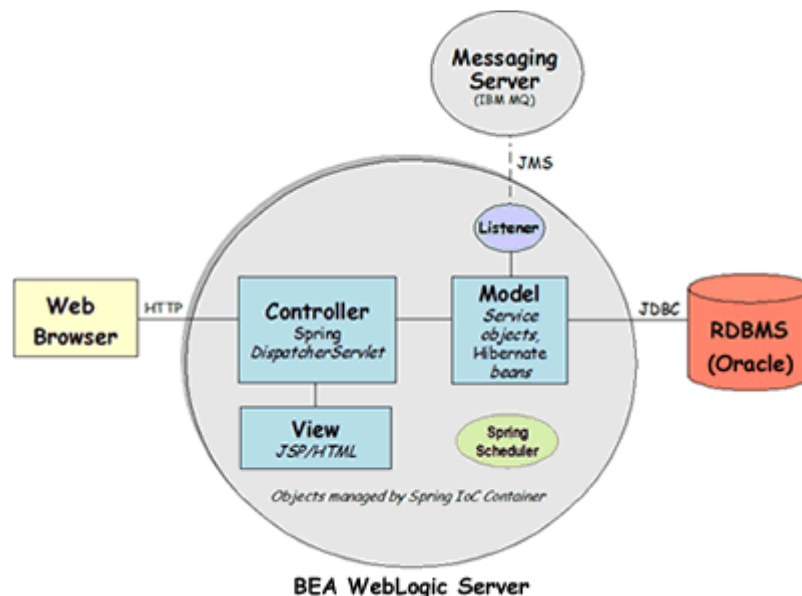 Messaging
Server
(IBM MQ)
JMS
Listener
Web
Browser
HTTP
Controller
Spring
DispatcherServlet
Model
Service
objects,
Hibernate
beans
JDBC
RDBMS
(Oracle)
View
JSP/HTML
Spring
Scheduler
Objects managed by Spring IoC Container
BEA WebLogic Server